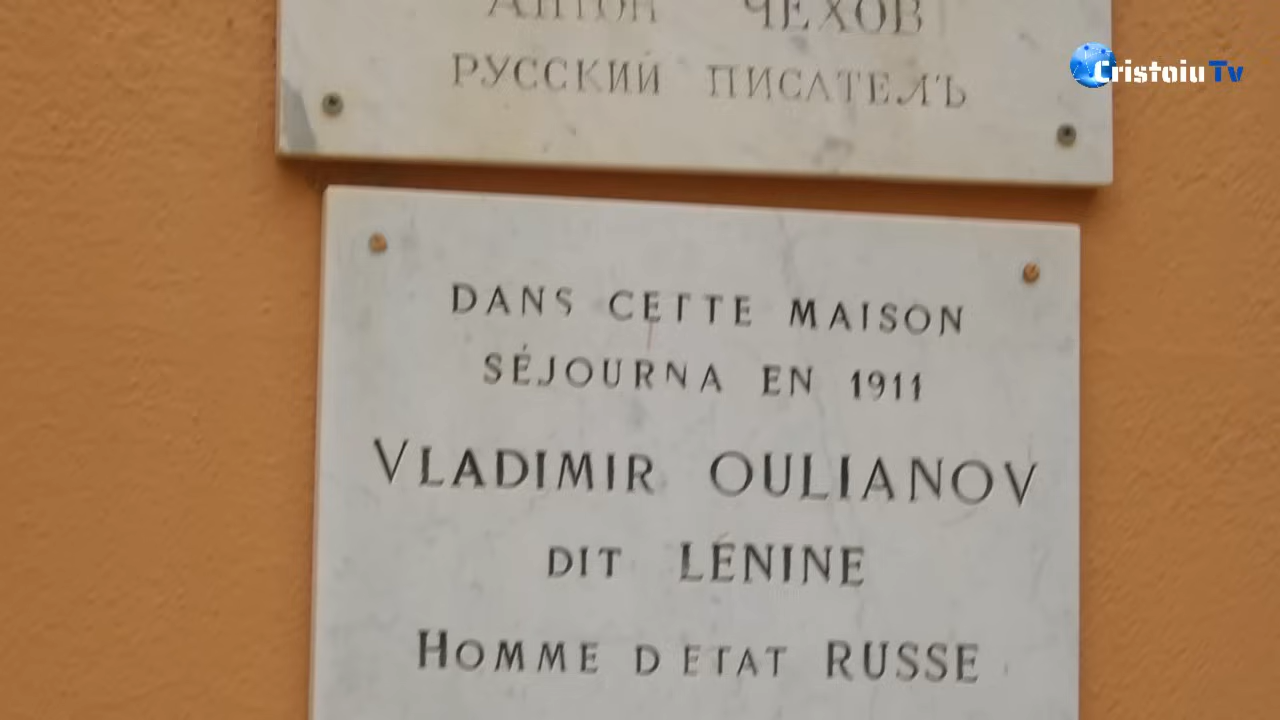 АНТОН ЧЕХОВ
РУССКИЙ ПИСАТЕЛЬ
Cristoiu Tv
DANS CETTE MAISON
SÉJOURNA EN 1911
VLADIMIR OULIANOV
DIT LÉNINE
HOMME D ETAT RUSSE